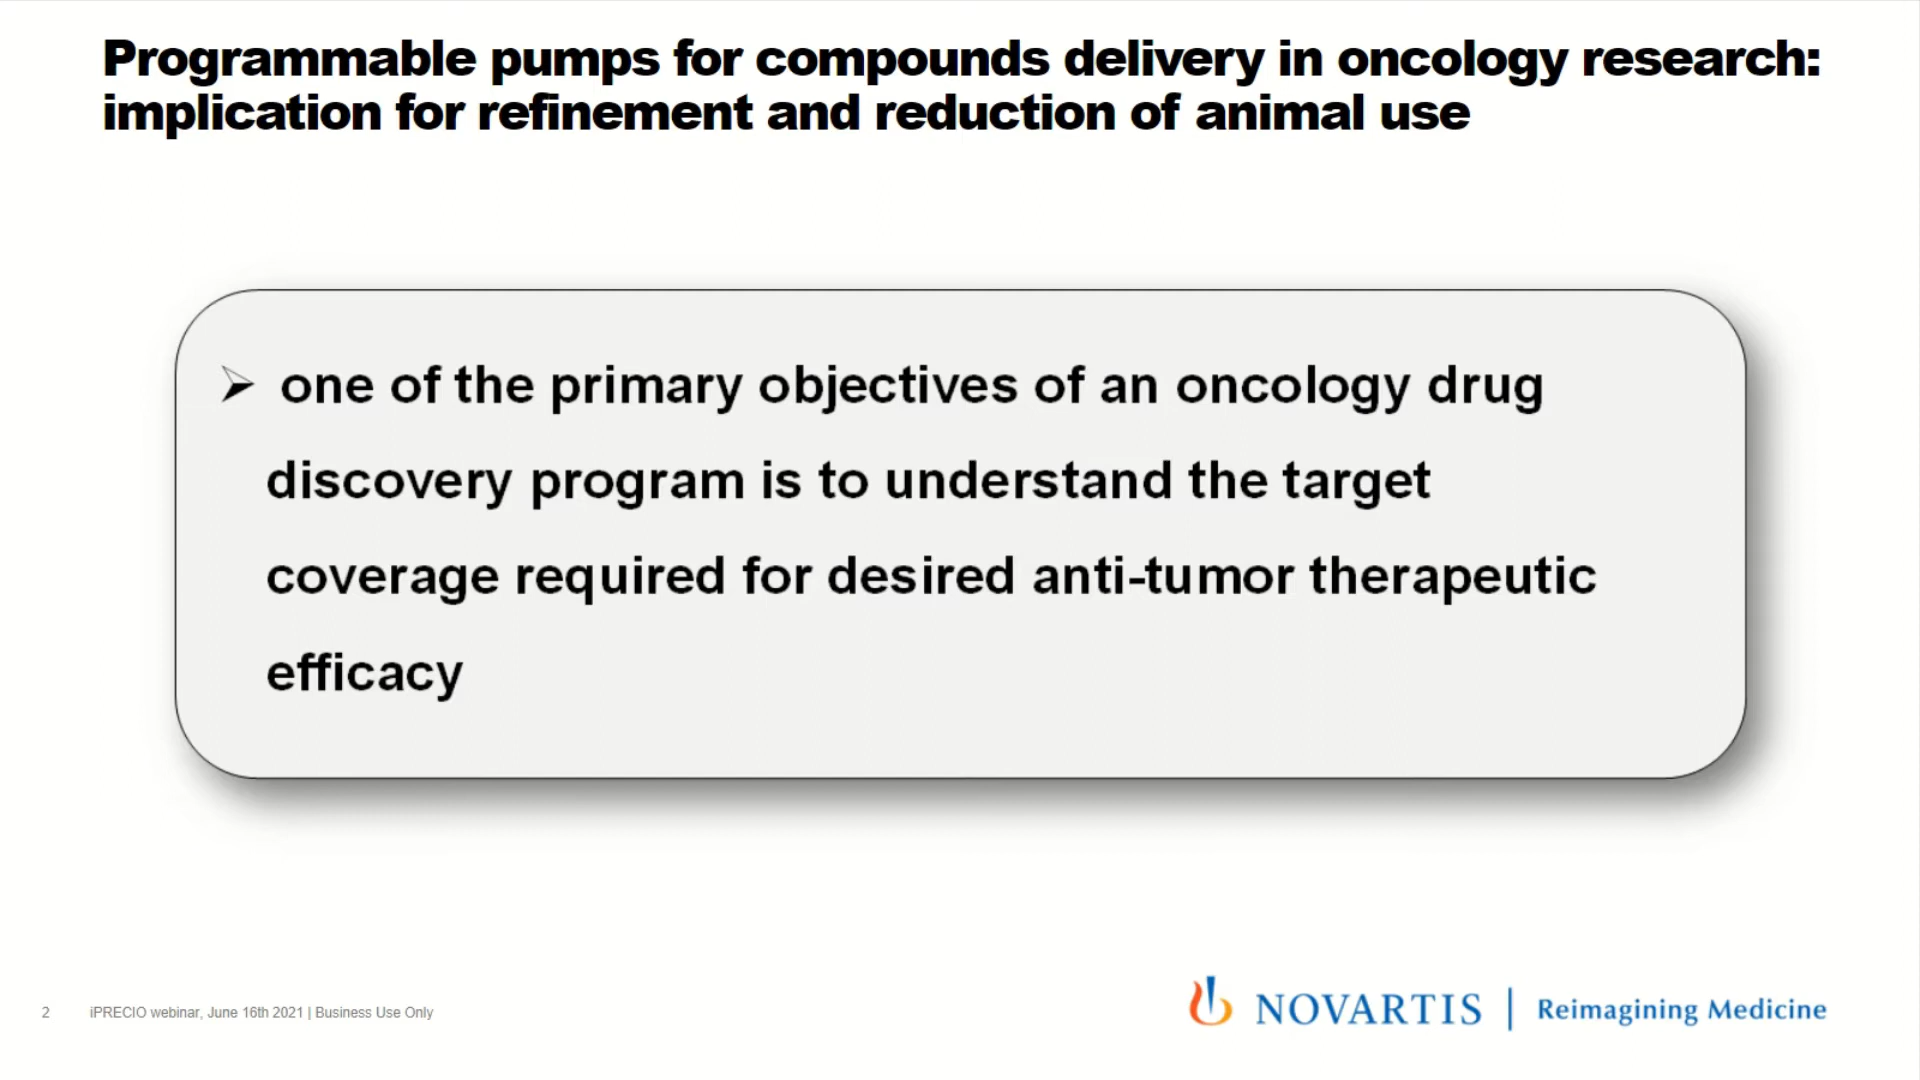 Programmable pumps for compounds delivery in oncology research:
implication for refinement and reduction of animal use
➢ one of the primary objectives of an oncology drug
discovery program is to understand the target
coverage required for desired anti-tumor therapeutic
efficacy
2 iPRECIO webinar, June 16th 2021 | Business Use Only
NOVARTIS | Reimagining Medicine